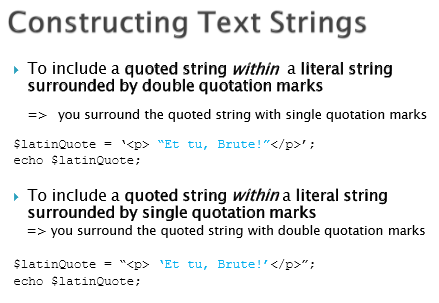 Constructing Text Strings
To include a quoted string within a literal string
surrounded by double quotation marks
=> you surround the quoted string with single quotation marks
$latinQuote = ‘<p> “Et tu, Brute!”</p>’;
echo $latinQuote;
To include a quoted string within a literal string
surrounded by single quotation marks
=> you surround the quoted string with double quotation marks
$latinQuote = “<p> ‘Et tu, Brute!’</p>”;
echo $latinQuote;